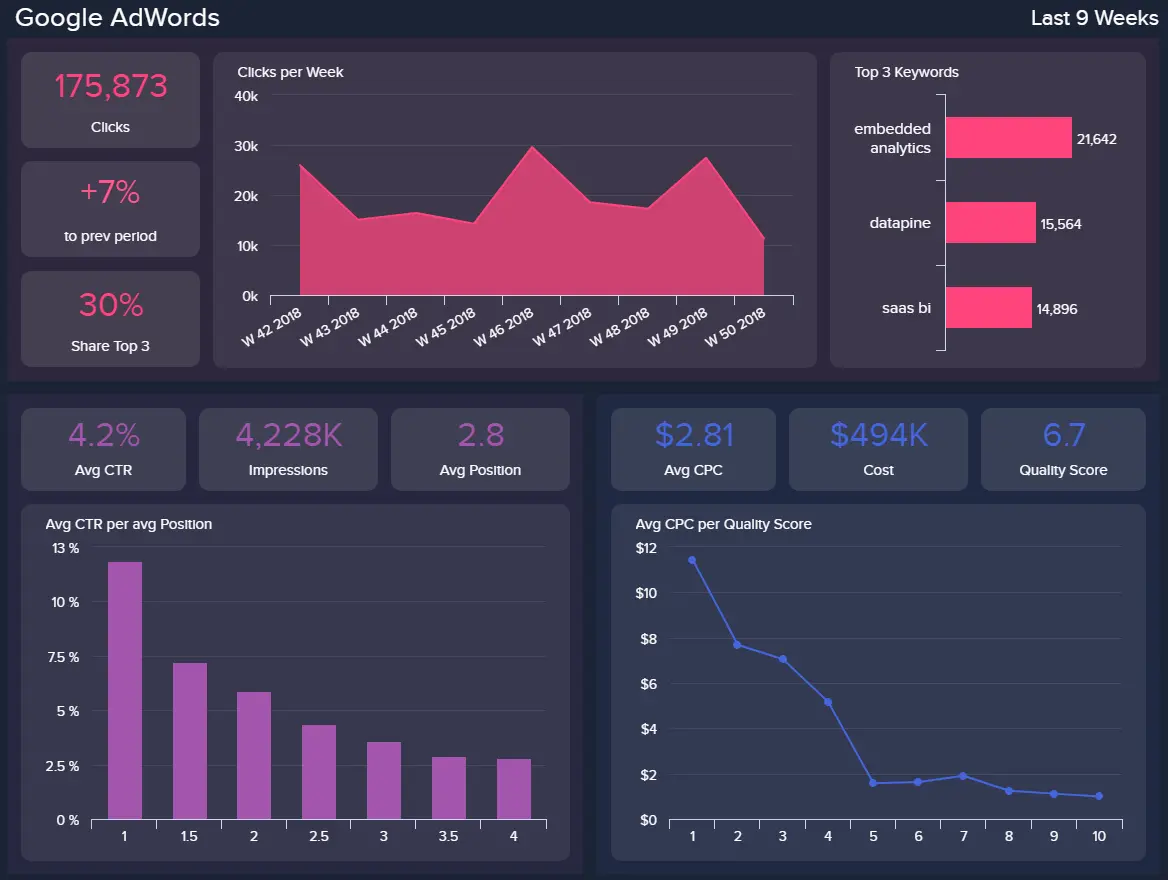 Google AdWords
Last 9 Weeks
175,873
Clicks
+7%
to prev period
30%
Share Top 3
Clicks per Week
40k
30k
20k
10k
0k
W 42 2018
W 43 2018
W 44 2018
W 45 2018
W 46 2018
W 47 2018
W 48 2018
W 49 2018
W 50 2018
Top 3 Keywords
embedded
analytics
21,642
datapine
15,564
saas bi
14,896
4.2%
Avg CTR
4,228K
Impressions
2.8
Avg Position
Avg CTR per avg Position
13 %
10 %
7.5 %
5 %
2.5 %
0 %
1 1.5 2 2.5 3 3.5 4
$2.81
Avg CPC
$494K
Cost
6.7
Quality Score
Avg CPC per Quality Score
$12
$10
$8
$6
$4
$2
$0
1 2 3 4 5 6 7 8 9 10